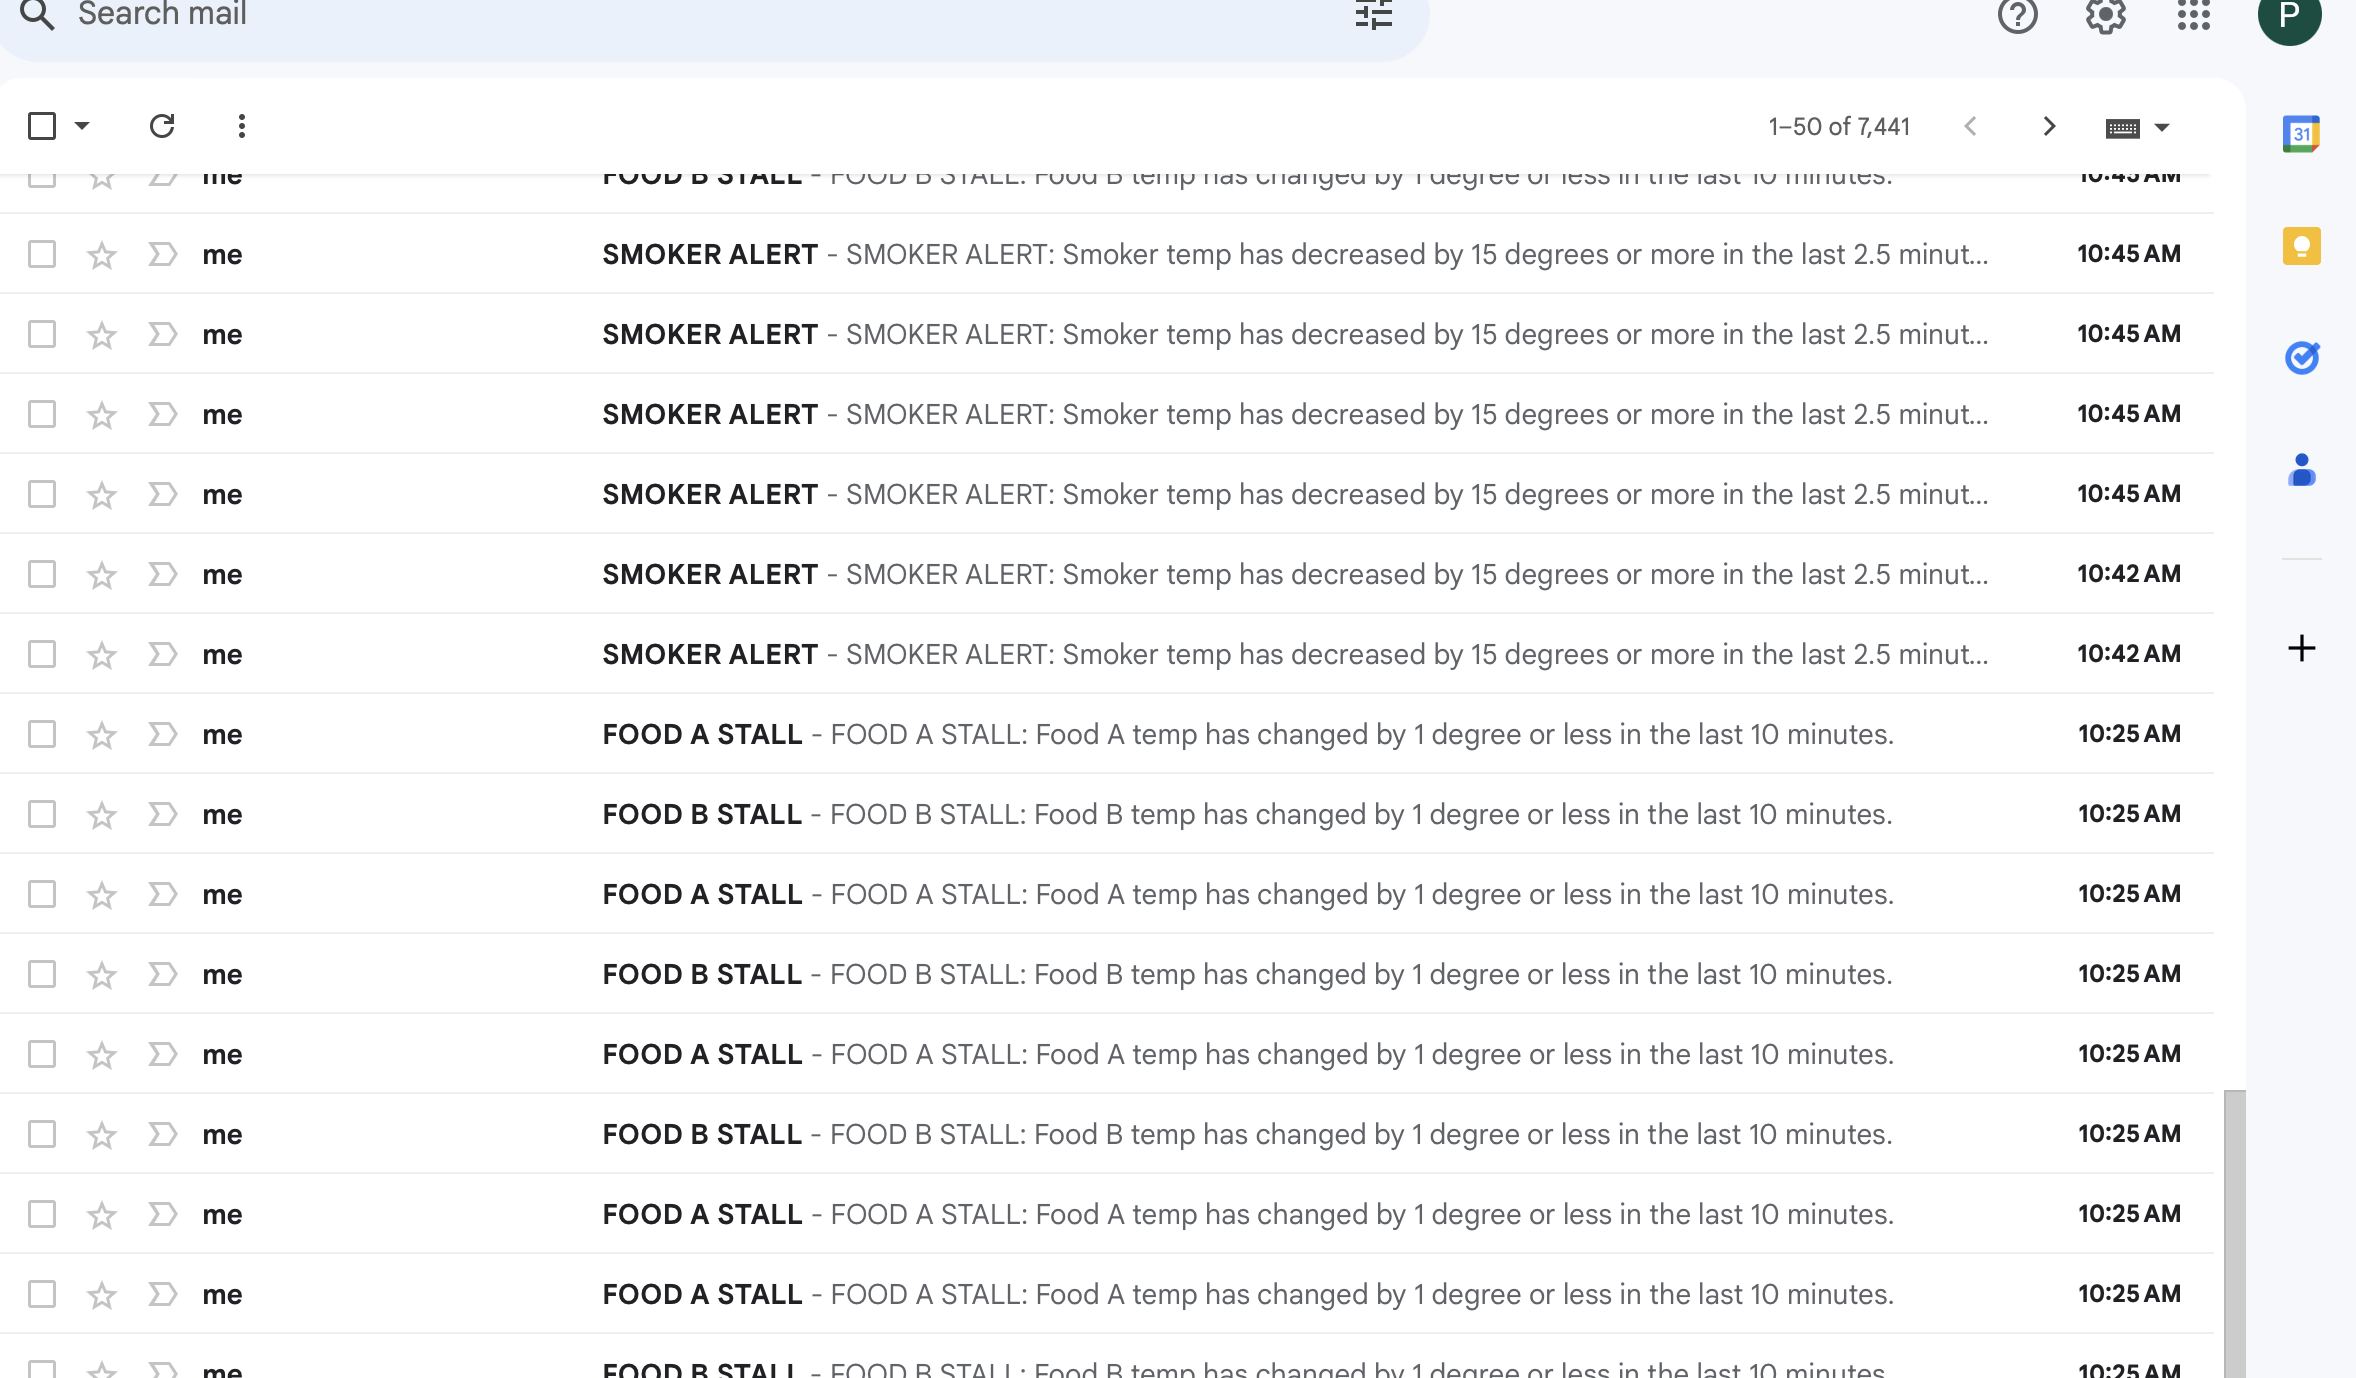 Search mail
P
1–50 of 7,441
31
me FOOD B STALL - FOOD B STALL: Food B temp has changed by 1 degree or less in the last 10 minutes. 10:45 AM
me SMOKER ALERT - SMOKER ALERT: Smoker temp has decreased by 15 degrees or more in the last 2.5 minut... 10:45 AM
me SMOKER ALERT - SMOKER ALERT: Smoker temp has decreased by 15 degrees or more in the last 2.5 minut... 10:45 AM
me SMOKER ALERT - SMOKER ALERT: Smoker temp has decreased by 15 degrees or more in the last 2.5 minut... 10:45 AM
me SMOKER ALERT - SMOKER ALERT: Smoker temp has decreased by 15 degrees or more in the last 2.5 minut... 10:45 AM
me SMOKER ALERT - SMOKER ALERT: Smoker temp has decreased by 15 degrees or more in the last 2.5 minut... 10:42 AM
me SMOKER ALERT - SMOKER ALERT: Smoker temp has decreased by 15 degrees or more in the last 2.5 minut... 10:42 AM
me FOOD A STALL - FOOD A STALL: Food A temp has changed by 1 degree or less in the last 10 minutes. 10:25 AM
me FOOD B STALL - FOOD B STALL: Food B temp has changed by 1 degree or less in the last 10 minutes. 10:25 AM
me FOOD A STALL - FOOD A STALL: Food A temp has changed by 1 degree or less in the last 10 minutes. 10:25 AM
me FOOD B STALL - FOOD B STALL: Food B temp has changed by 1 degree or less in the last 10 minutes. 10:25 AM
me FOOD A STALL - FOOD A STALL: Food A temp has changed by 1 degree or less in the last 10 minutes. 10:25 AM
me FOOD B STALL - FOOD B STALL: Food B temp has changed by 1 degree or less in the last 10 minutes. 10:25 AM
me FOOD A STALL - FOOD A STALL: Food A temp has changed by 1 degree or less in the last 10 minutes. 10:25 AM
me FOOD A STALL - FOOD A STALL: Food A temp has changed by 1 degree or less in the last 10 minutes. 10:25 AM
me FOOD B STALL - FOOD B STALL: Food B temp has changed by 1 degree or less in the last 10 minutes. 10:25 AM